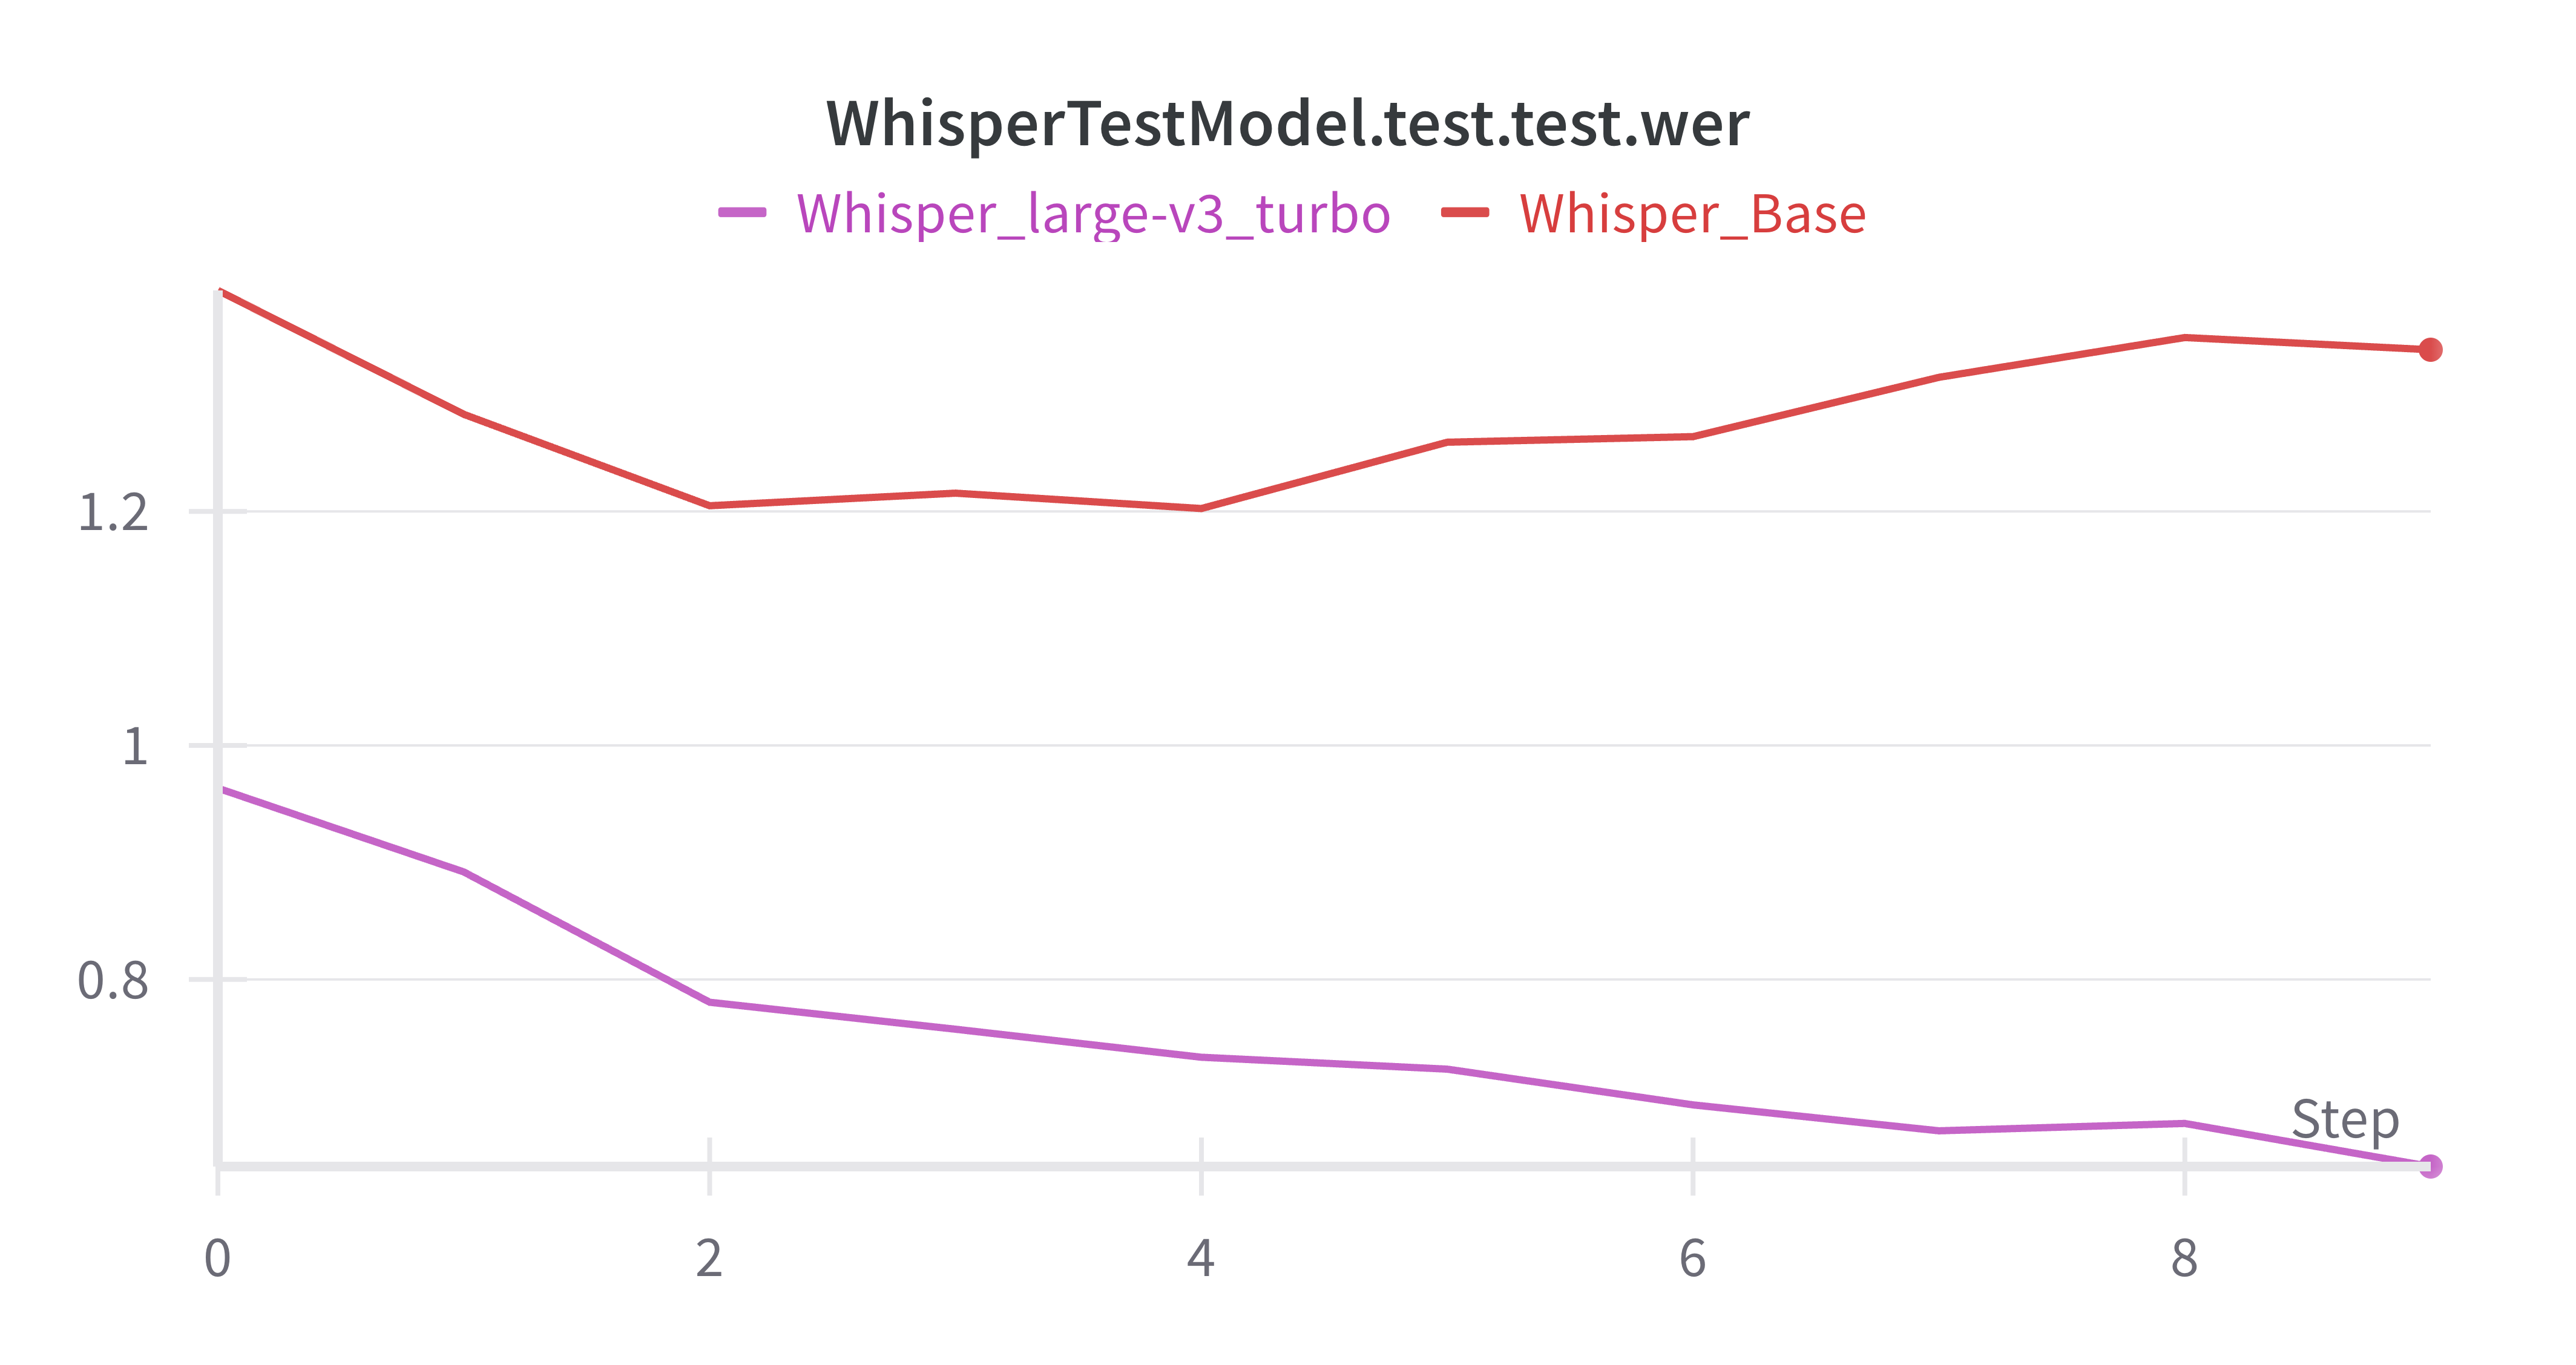 WhisperTestModel.test.test.wer
Whisper_large-v3_turbo Whisper_Base
1.2
1
0.8
Step
0 2 4 6 8